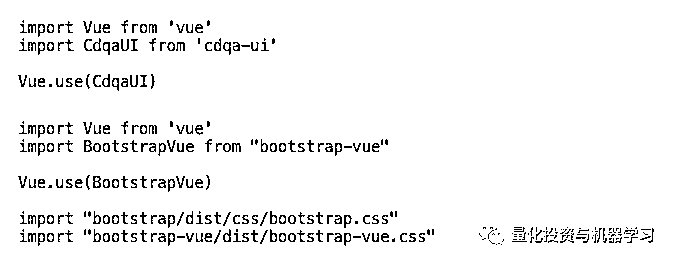 import Vue from 'vue'
import CdqaUI from 'cdqa-ui'
Vue.use(CdqaUI)
import Vue from 'vue'
import BootstrapVue from "bootstrap-vue"
Vue.use(BootstrapVue)
import "bootstrap/dist/css/bootstrap.css"
import "bootstrap-vue/dist/bootstrap-vue.css"
量化投资与机器学习